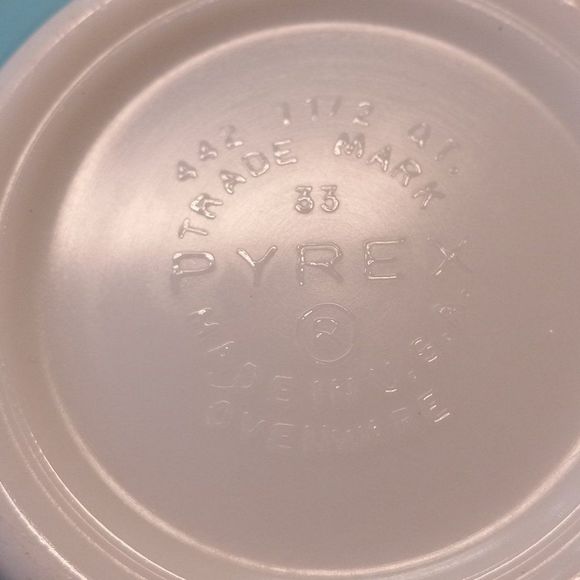 442 1 1/2 QT.
TRADE MARK
33
PYREX
®
MADE IN U.S.A.
OVENWARE